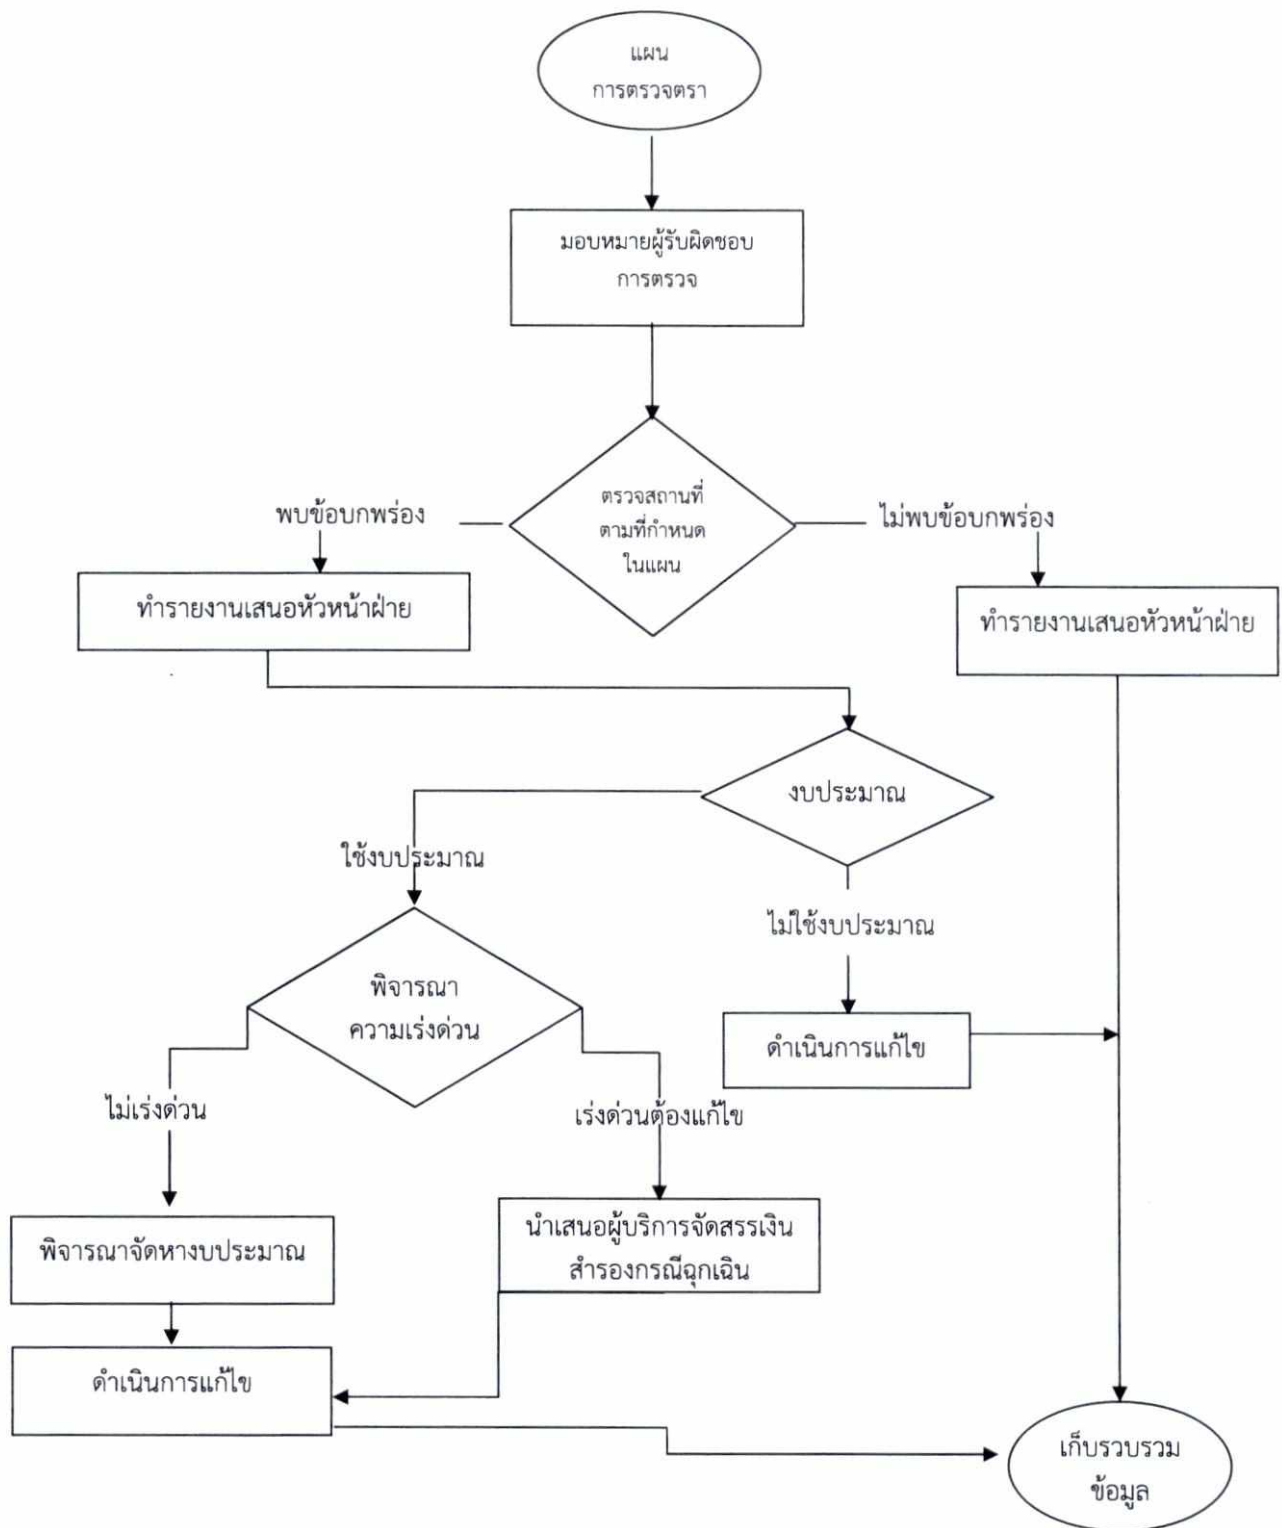 แผน
การตรวจตรา
มอบหมายผู้รับผิดชอบ
การตรวจ
ตรวจสถานที่
ตามที่กำหนด
ในแผน
พบข้อบกพร่อง
ไม่พบข้อบกพร่อง
ทำรายงานเสนอหัวหน้าฝ่าย
ทำรายงานเสนอหัวหน้าฝ่าย
งบประมาณ
ใช้งบประมาณ
ไม่ใช้งบประมาณ
พิจารณา
ความเร่งด่วน
ดำเนินการแก้ไข
ไม่เร่งด่วน
เร่งด่วนต้องแก้ไข
พิจารณาจัดหางบประมาณ
นำเสนอผู้บริการจัดสรรเงิน
สำรองกรณีฉุกเฉิน
ดำเนินการแก้ไข
เก็บรวบรวม
ข้อมูล